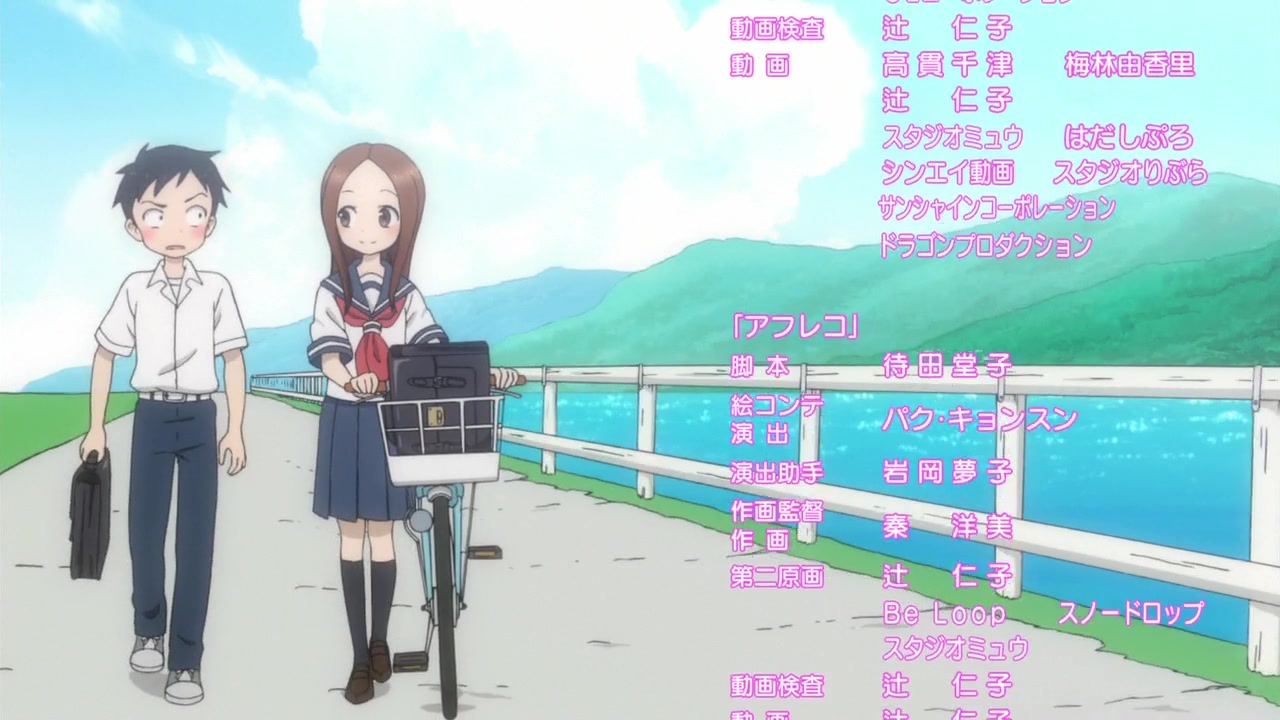 動画検査 辻 仁子
動画 高貫千津 梅林由香里
辻 仁子
スタジオミュウ はだしぷろ
シンエイ動画 スタジオりぶら
サンシャインコーポレーション
ドラゴンプロダクション
「アフレコ」
脚本 待田堂子
絵コンテ
演出 パク・キョンスン
演出助手 岩岡夢子
作画監督
作画 秦 洋美
第二原画 辻 仁子
Be Loop スノードロップ
スタジオミュウ
動画検査 辻 仁子
動画 辻 仁子